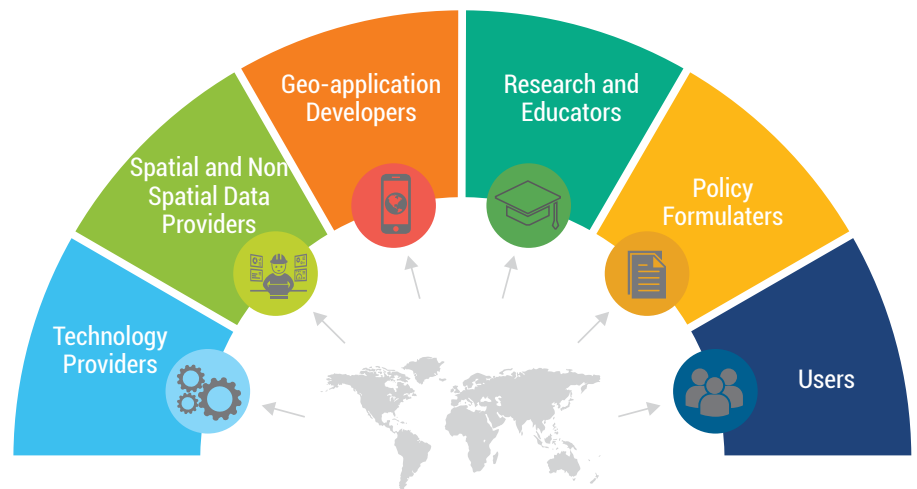 Technology
Providers
Spatial and Non
Spatial Data
Providers
Geo-application
Developers
Research and
Educators
Policy
Formulaters
Users